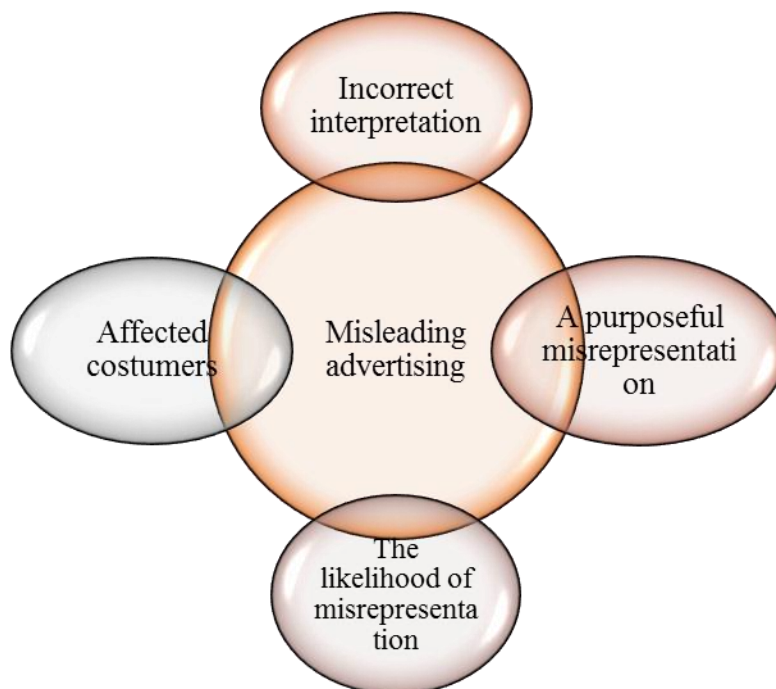 Incorrect
interpretation
Affected
costumers
Misleading
advertising
A purposeful
misrepresentati
on
The
likelihood of
misrepresenta
tion